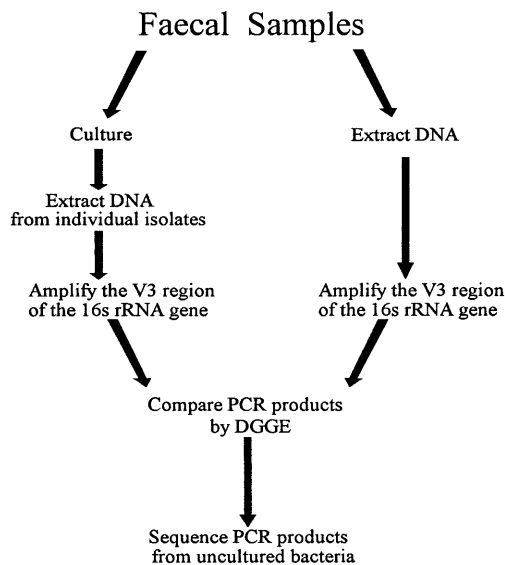 Faecal Samples
Culture
Extract DNA
from individual isolates
Amplify the V3 region
of the 16s rRNA gene
Extract DNA
Amplify the V3 region
of the 16s rRNA gene
Compare PCR products
by DGGE
Sequence PCR products
from uncultured bacteria